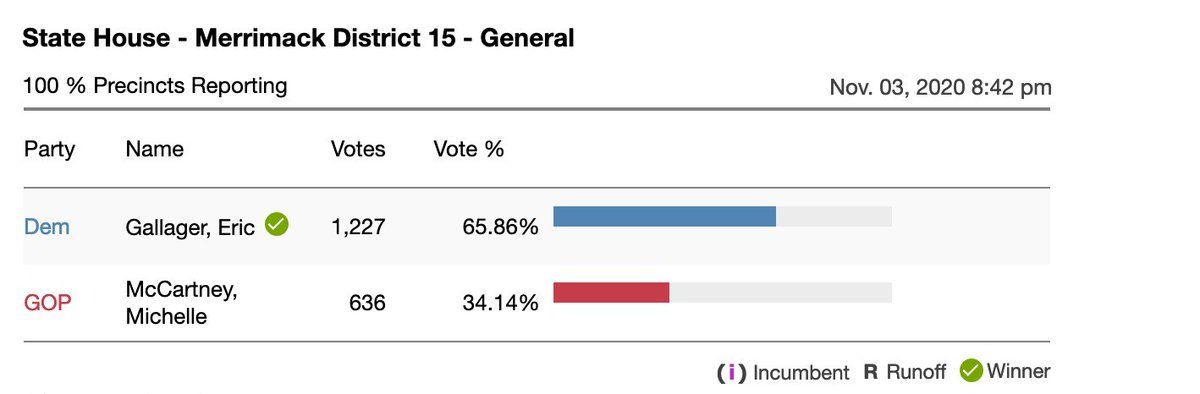 State House - Merrimack District 15 - General
100 % Precincts Reporting
Nov. 03, 2020 8:42 pm
Party Name Votes Vote %
Dem Gallager, Eric 1,227 65.86%
GOP McCartney, Michelle 636 34.14%
(i) Incumbent R Runoff Winner